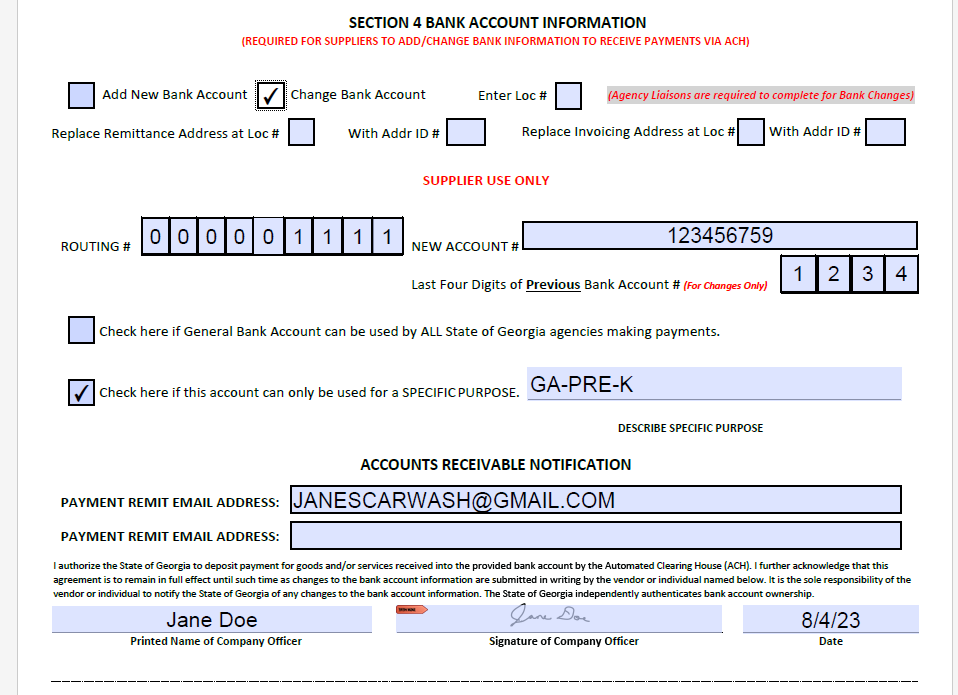 SECTION 4 BANK ACCOUNT INFORMATION
(REQUIRED FOR SUPPLIERS TO ADD/CHANGE BANK INFORMATION TO RECEIVE PAYMENTS VIA ACH)
Add New Bank Account ✓ Change Bank Account Enter Loc # (Agency Liaisons are required to complete for Bank Changes)
Replace Remittance Address at Loc # With Addr ID # Replace Invoicing Address at Loc # With Addr ID #
SUPPLIER USE ONLY
ROUTING # 0 0 0 0 0 1 1 1 1 NEW ACCOUNT # 123456759
Last Four Digits of Previous Bank Account # (For Changes Only) 1 2 3 4
Check here if General Bank Account can be used by ALL State of Georgia agencies making payments.
✓ Check here if this account can only be used for a SPECIFIC PURPOSE. GA-PRE-K
DESCRIBE SPECIFIC PURPOSE
ACCOUNTS RECEIVABLE NOTIFICATION
PAYMENT REMIT EMAIL ADDRESS: JANESCARWASH@GMAIL.COM
PAYMENT REMIT EMAIL ADDRESS:
I authorize the State of Georgia to deposit payment for goods and/or services received into the provided bank account by the Automated Clearing House (ACH). I further acknowledge that this
agreement is to remain in full effect until such time as changes to the bank account information are submitted in writing by the vendor or individual named below. It is the sole responsibility of the
vendor or individual to notify the State of Georgia of any changes to the bank account information. The State of Georgia independently authenticates bank account ownership.
Jane Doe Jane Doe 8/4/23
Printed Name of Company Officer Signature of Company Officer Date